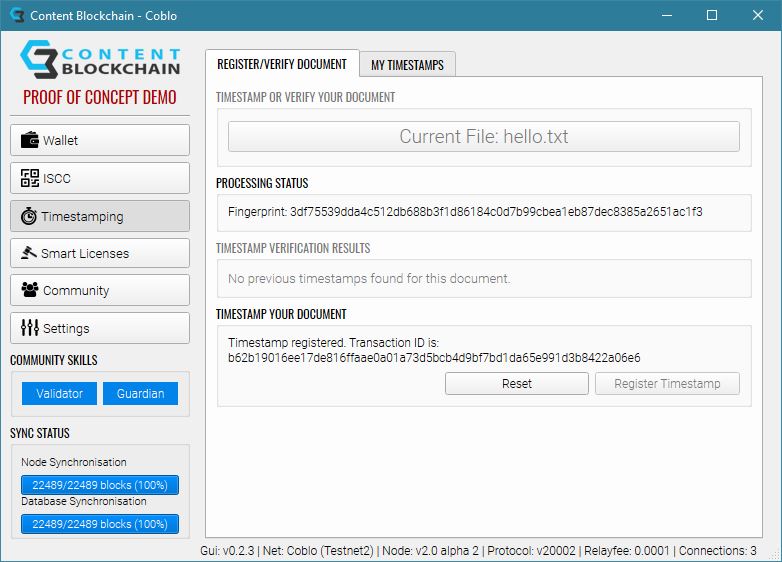 Content Blockchain - Coblo
CONTENT
BLOCKCHAIN
PROOF OF CONCEPT DEMO
Wallet
ISCC
Timestamping
Smart Licenses
Community
Settings
COMMUNITY SKILLS
Validator
Guardian
SYNC STATUS
Node Synchronisation
22489/22489 blocks (100%)
Database Synchronisation
22489/22489 blocks (100%)
REGISTER/VERIFY DOCUMENT
MY TIMESTAMPS
TIMESTAMP OR VERIFY YOUR DOCUMENT
Current File: hello.txt
PROCESSING STATUS
Fingerprint: 3df75539dda4c512db688b3f1d86184c0d7b99cbea1eb87dec8385a2651ac1f3
TIMESTAMP VERIFICATION RESULTS
No previous timestamps found for this document.
TIMESTAMP YOUR DOCUMENT
Timestamp registered. Transaction ID is:
b62b19016ee17de816ffaae0a01a73d5bcb4d9bf7bd1da65e991d3b8422a06e6
Reset
Register Timestamp
Gui: v0.2.3 | Net: Coblo (Testnet2) | Node: v2.0 alpha 2 | Protocol: v20002 | Relayfee: 0.0001 | Connections: 3